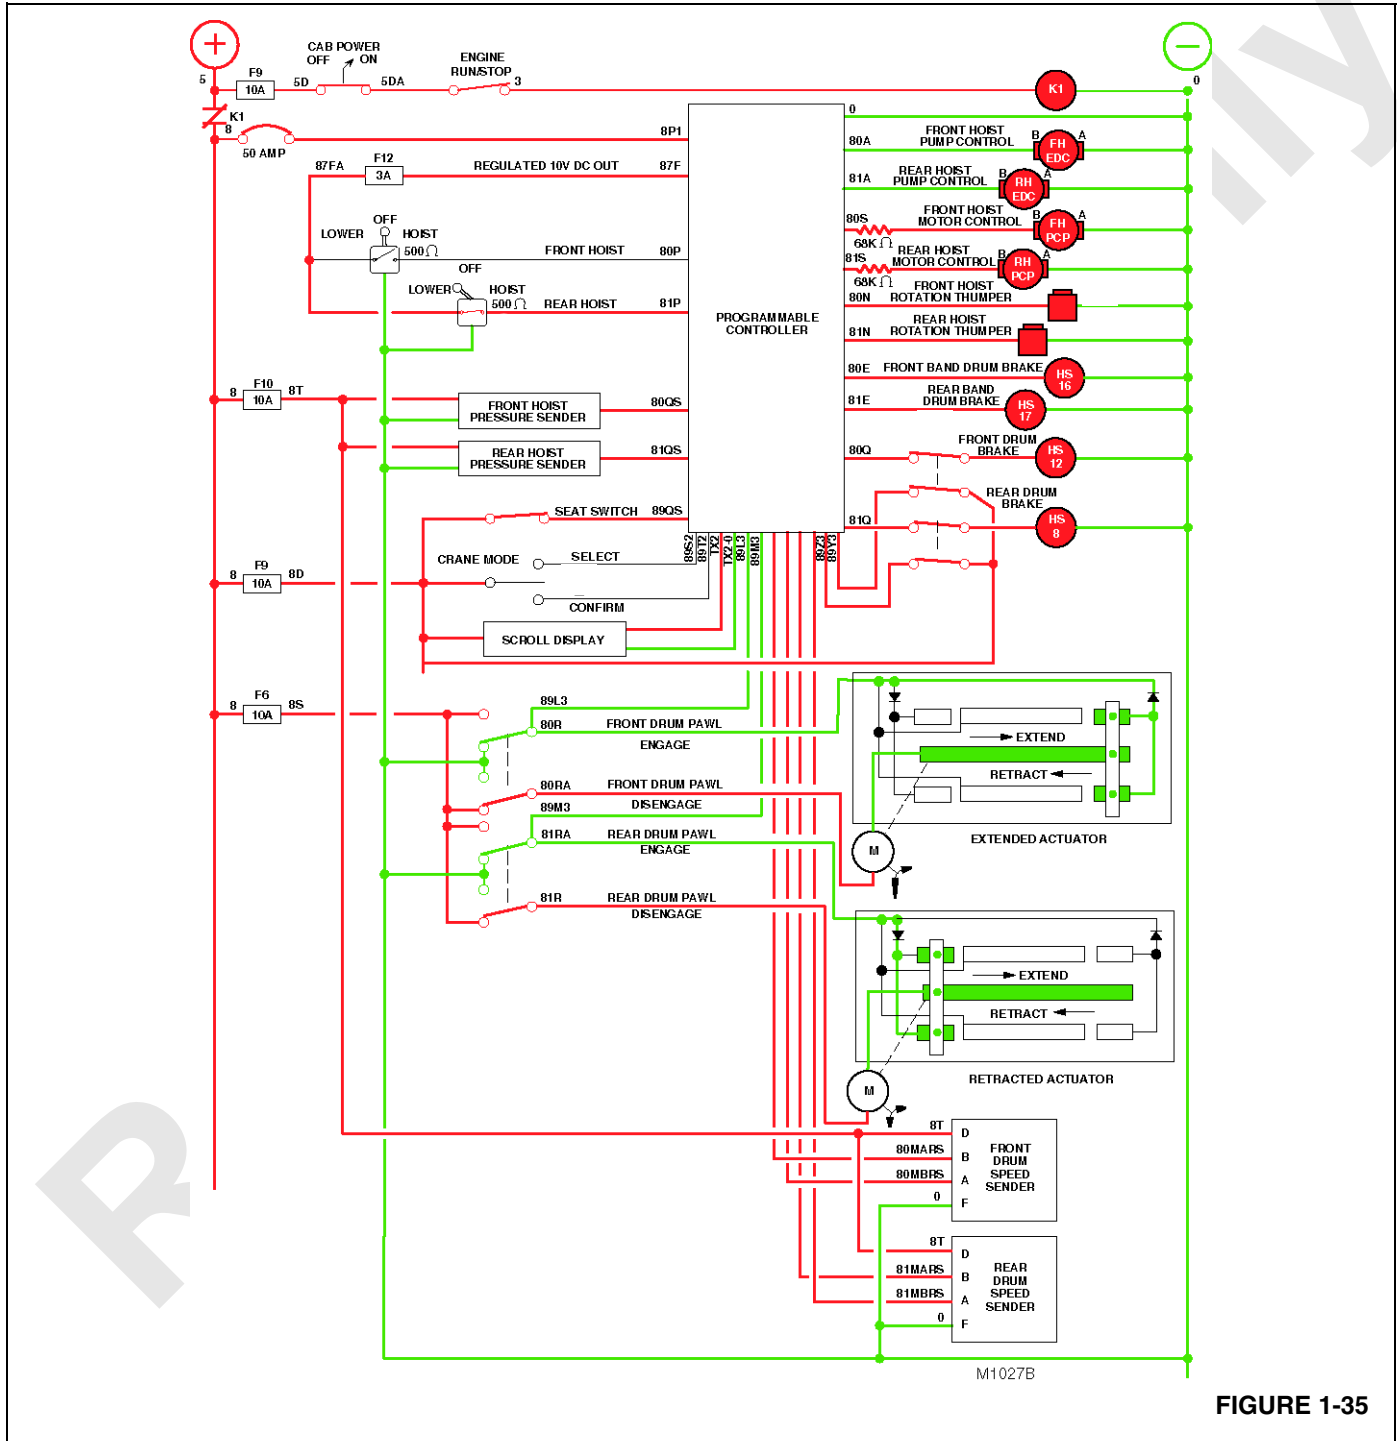 +
−
CAB POWER
OFF ON
ENGINE
RUN/STOP
5
F9
10A
5D
5DA
3
K1
0
K1
8
50 AMP
8P1
87FA
F12
3A
REGULATED 10V DC OUT
87F
OFF
LOWER
HOIST
500Ω
FRONT HOIST
80P
OFF
LOWER
HOIST
500Ω
REAR HOIST
81P
PROGRAMMABLE
CONTROLLER
0
80A
FRONT HOIST
PUMP CONTROL
B
A
FH
EDC
81A
REAR HOIST
PUMP CONTROL
B
A
RH
EDC
80S
68K Ω
FRONT HOIST
MOTOR CONTROL
B
A
FH
PCP
81S
68K Ω
REAR HOIST
MOTOR CONTROL
B
A
RH
PCP
80N
FRONT HOIST
ROTATION THUMPER
81N
REAR HOIST
ROTATION THUMPER
80E
FRONT BAND DRUM BRAKE
HS
16
81E
REAR BAND
DRUM BRAKE
HS
17
80Q
FRONT DRUM
BRAKE
HS
12
81Q
REAR DRUM
BRAKE
HS
8
8
F10
10A
8T
FRONT HOIST
PRESSURE SENDER
80QS
REAR HOIST
PRESSURE SENDER
81QS
SEAT SWITCH
89QS
89S2
89T2
TX2
TX2-0
89L3
89M3
89Z3
89Y3
8
F9
10A
8D
CRANE MODE
SELECT
CONFIRM
SCROLL DISPLAY
8
F6
10A
8S
89L3
80R
FRONT DRUM PAWL
ENGAGE
80RA
FRONT DRUM PAWL
DISENGAGE
89M3
81RA
REAR DRUM PAWL
ENGAGE
81R
REAR DRUM PAWL
DISENGAGE
EXTEND
RETRACT
M
EXTENDED ACTUATOR
EXTEND
RETRACT
M
RETRACTED ACTUATOR
8T
D
80MARS
B
80MBRS
A
0
F
FRONT
DRUM
SPEED
SENDER
8T
D
81MARS
B
81MBRS
A
0
F
REAR
DRUM
SPEED
SENDER
M1027B
FIGURE 1-35